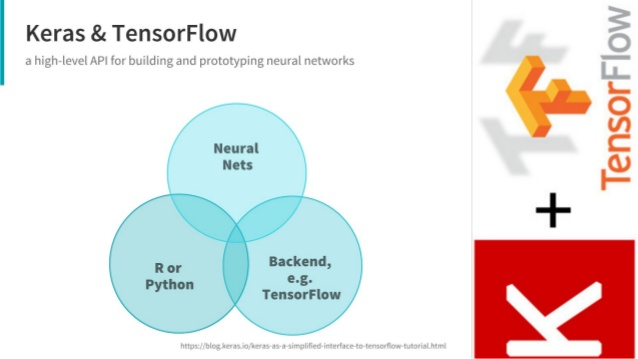 Keras & TensorFlow
a high-level API for building and prototyping neural networks
Neural
Nets
R or
Python
Backend,
e.g.
TensorFlow
https://blog.keras.io/keras-as-a-simplified-interface-to-tensorflow-tutorial.html
TensorFlow
+
K